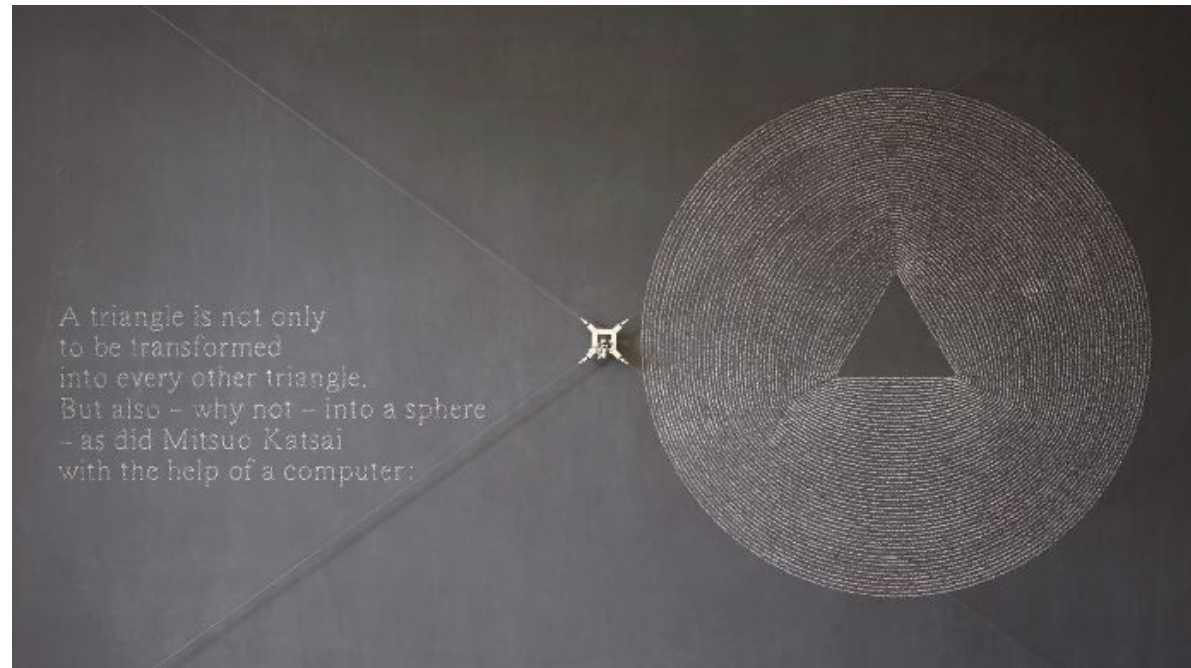 A triangle is not only
to be transformed
into every other triangle.
But also – why not – into a sphere
– as did Mitsuo Katsai
with the help of a computer: